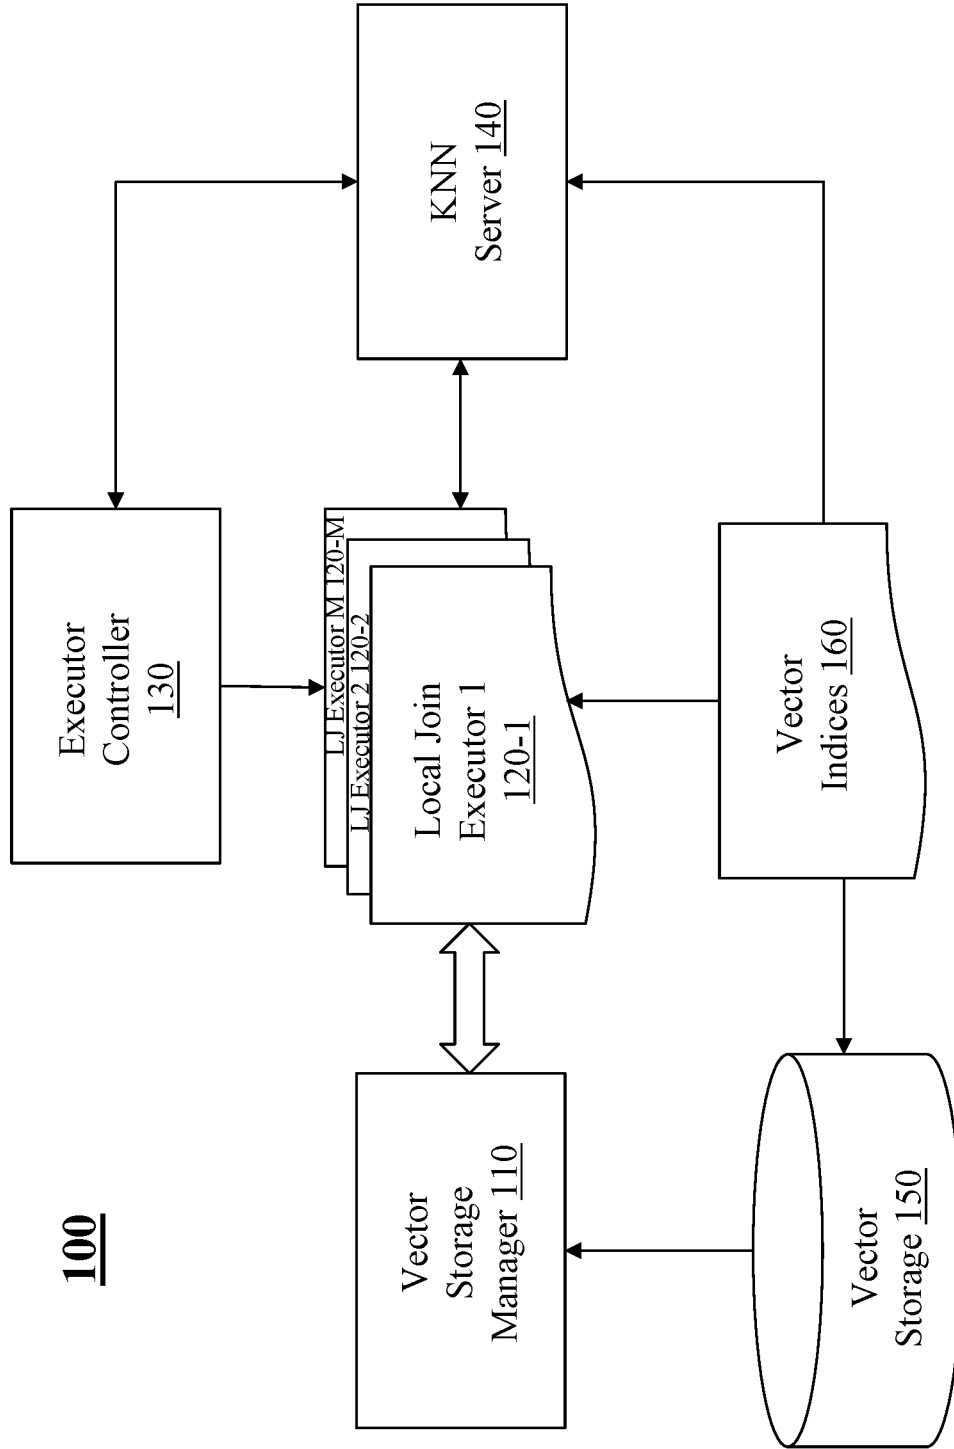 100
Executor
Controller
130
Vector
Storage
Manager 110
LJ Executor M 120-M
LJ Executor 2 120-2
Local Join
Executor 1
120-1
KNN
Server 140
Vector
Storage 150
Vector
Indices 160